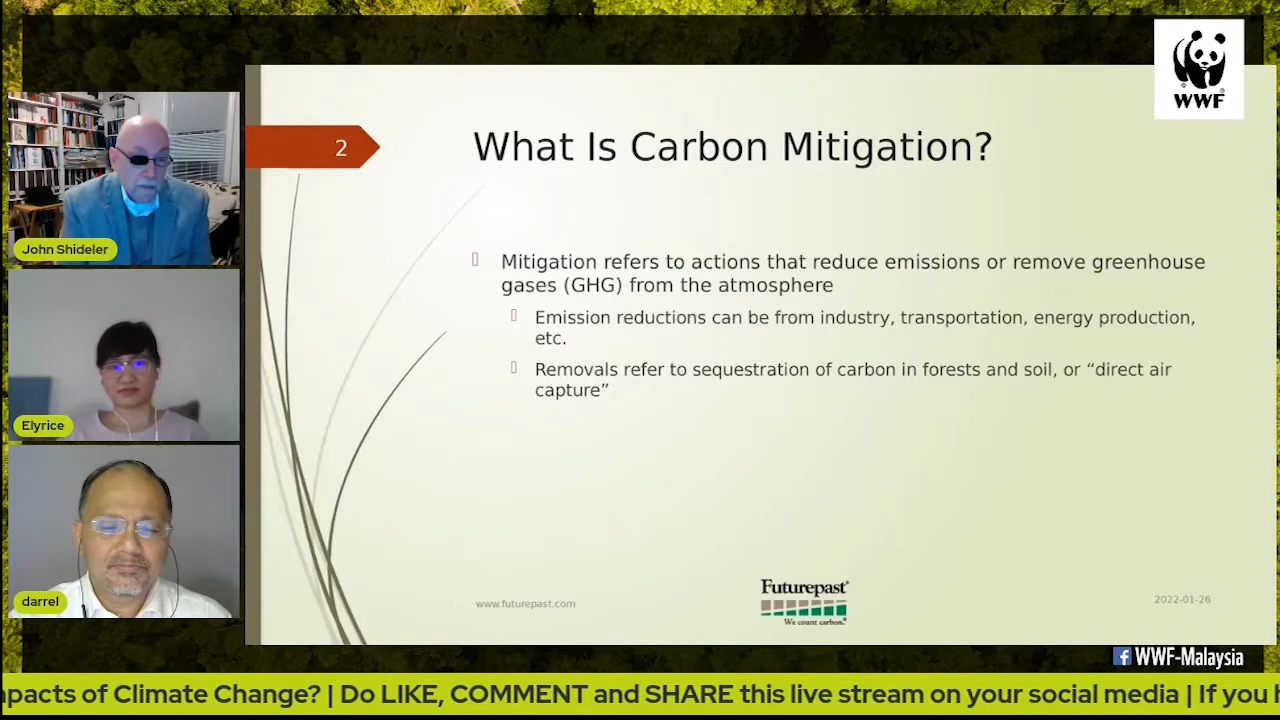 WWF
2
What Is Carbon Mitigation?
Mitigation refers to actions that reduce emissions or remove greenhouse
gases (GHG) from the atmosphere
Emission reductions can be from industry, transportation, energy production,
etc.
Removals refer to sequestration of carbon in forests and soil, or “direct air
capture”
John Shideler
Elyrice
darrel
www.futurepast.com
Futurepast®
We count carbon.®
2022-01-26
WWF-Malaysia
mpacts of Climate Change? | Do LIKE, COMMENT and SHARE this live stream on your social media | If you b